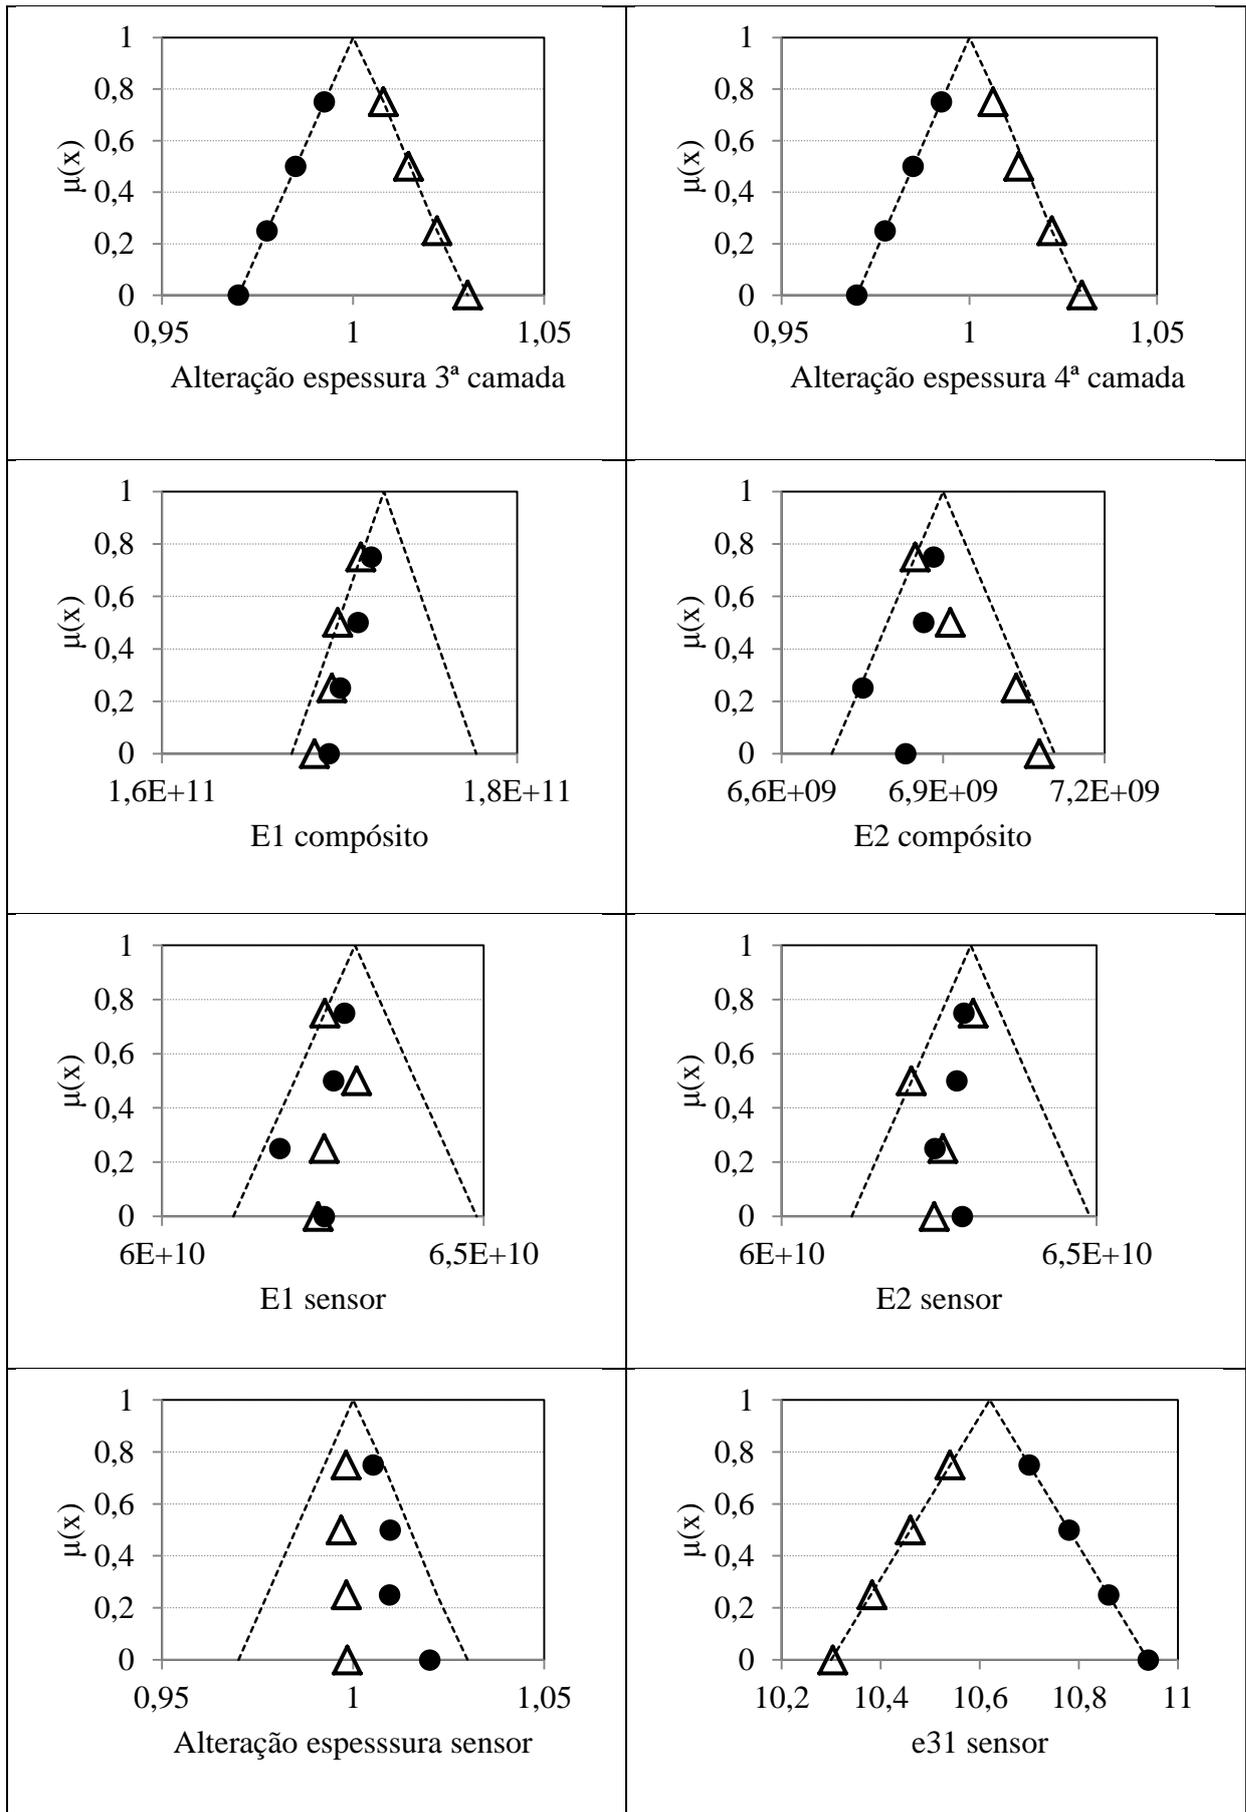 1
0,8
0,6
0,4
0,2
0
μ(x)
0,95 1 1,05
Alteração espessura 3ª camada
1
0,8
0,6
0,4
0,2
0
μ(x)
0,95 1 1,05
Alteração espessura 4ª camada
1
0,8
0,6
0,4
0,2
0
μ(x)
1,6E+11 1,8E+11
E1 compósito
1
0,8
0,6
0,4
0,2
0
μ(x)
6,6E+09 6,9E+09 7,2E+09
E2 compósito
1
0,8
0,6
0,4
0,2
0
μ(x)
6E+10 6,5E+10
E1 sensor
1
0,8
0,6
0,4
0,2
0
μ(x)
6E+10 6,5E+10
E2 sensor
1
0,8
0,6
0,4
0,2
0
μ(x)
0,95 1 1,05
Alteração espesssura sensor
1
0,8
0,6
0,4
0,2
0
μ(x)
10,2 10,4 10,6 10,8 11
e31 sensor